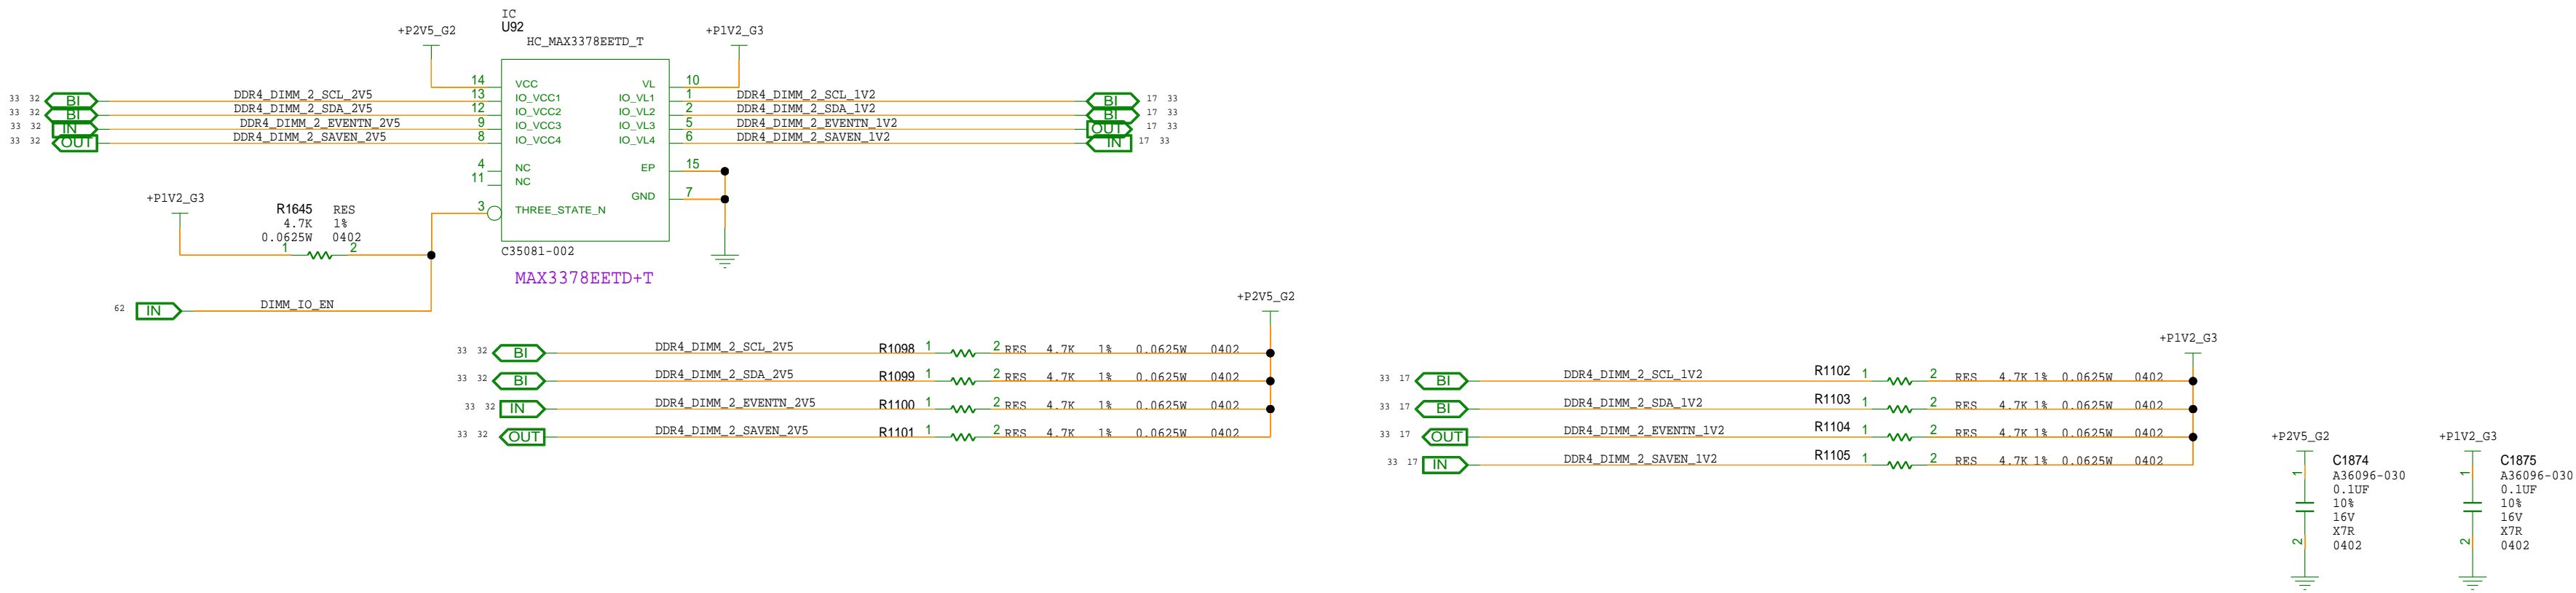 IC
U92
HC_MAX3378EETD_T
+P2V5_G2
+P1V2_G3
14 VCC VL 10
33 32 BI DDR4_DIMM_2_SCL_2V5 13 IO_VCC1 IO_VL1 1 DDR4_DIMM_2_SCL_1V2 BI 17 33
33 32 BI DDR4_DIMM_2_SDA_2V5 12 IO_VCC2 IO_VL2 2 DDR4_DIMM_2_SDA_1V2 BI 17 33
33 32 IN DDR4_DIMM_2_EVENTN_2V5 9 IO_VCC3 IO_VL3 5 DDR4_DIMM_2_EVENTN_1V2 OUT 17 33
33 32 OUT DDR4_DIMM_2_SAVEN_2V5 8 IO_VCC4 IO_VL4 6 DDR4_DIMM_2_SAVEN_1V2 IN 17 33
4 NC EP 15
11 NC
GND 7
3 THREE_STATE_N
+P1V2_G3
R1645 RES
4.7K 1%
0.0625W 0402
1 2
C35081-002
MAX3378EETD+T
62 IN DIMM_IO_EN
+P2V5_G2
33 32 BI DDR4_DIMM_2_SCL_2V5 R1098 1 2 RES 4.7K 1% 0.0625W 0402
33 32 BI DDR4_DIMM_2_SDA_2V5 R1099 1 2 RES 4.7K 1% 0.0625W 0402
33 32 IN DDR4_DIMM_2_EVENTN_2V5 R1100 1 2 RES 4.7K 1% 0.0625W 0402
33 32 OUT DDR4_DIMM_2_SAVEN_2V5 R1101 1 2 RES 4.7K 1% 0.0625W 0402
+P1V2_G3
33 17 BI DDR4_DIMM_2_SCL_1V2 R1102 1 2 RES 4.7K 1% 0.0625W 0402
33 17 BI DDR4_DIMM_2_SDA_1V2 R1103 1 2 RES 4.7K 1% 0.0625W 0402
33 17 OUT DDR4_DIMM_2_EVENTN_1V2 R1104 1 2 RES 4.7K 1% 0.0625W 0402
33 17 IN DDR4_DIMM_2_SAVEN_1V2 R1105 1 2 RES 4.7K 1% 0.0625W 0402
+P2V5_G2
1
2
C1874
A36096-030
0.1UF
10%
16V
X7R
0402
+P1V2_G3
1
2
C1875
A36096-030
0.1UF
10%
16V
X7R
0402